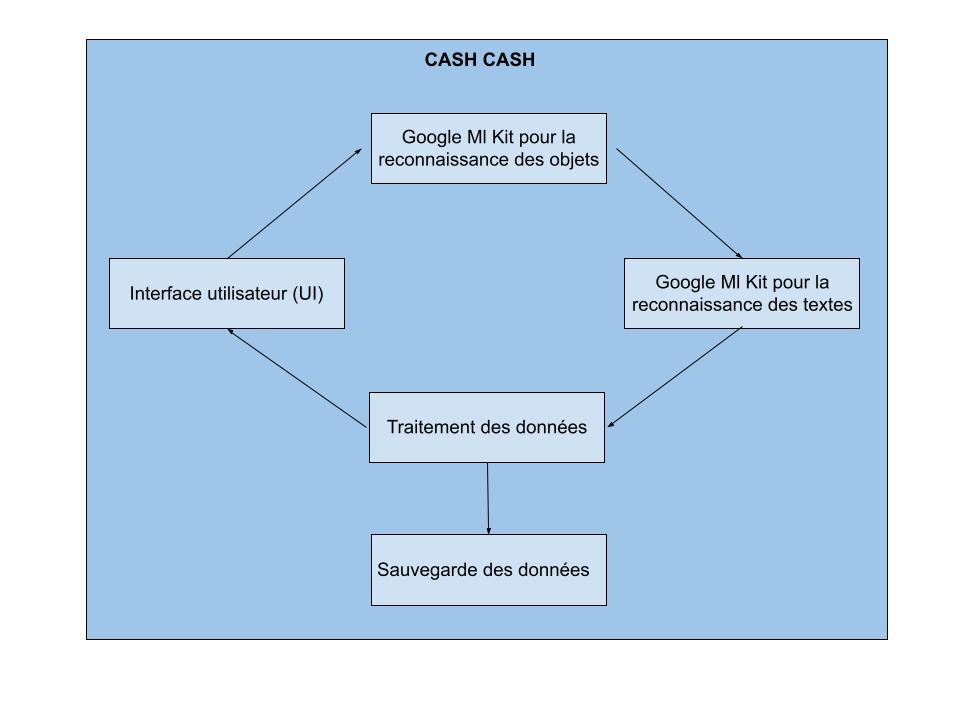 CASH CASH
Google Ml Kit pour la
reconnaissance des objets
Interface utilisateur (UI)
Google Ml Kit pour la
reconnaissance des textes
Traitement des données
Sauvegarde des données